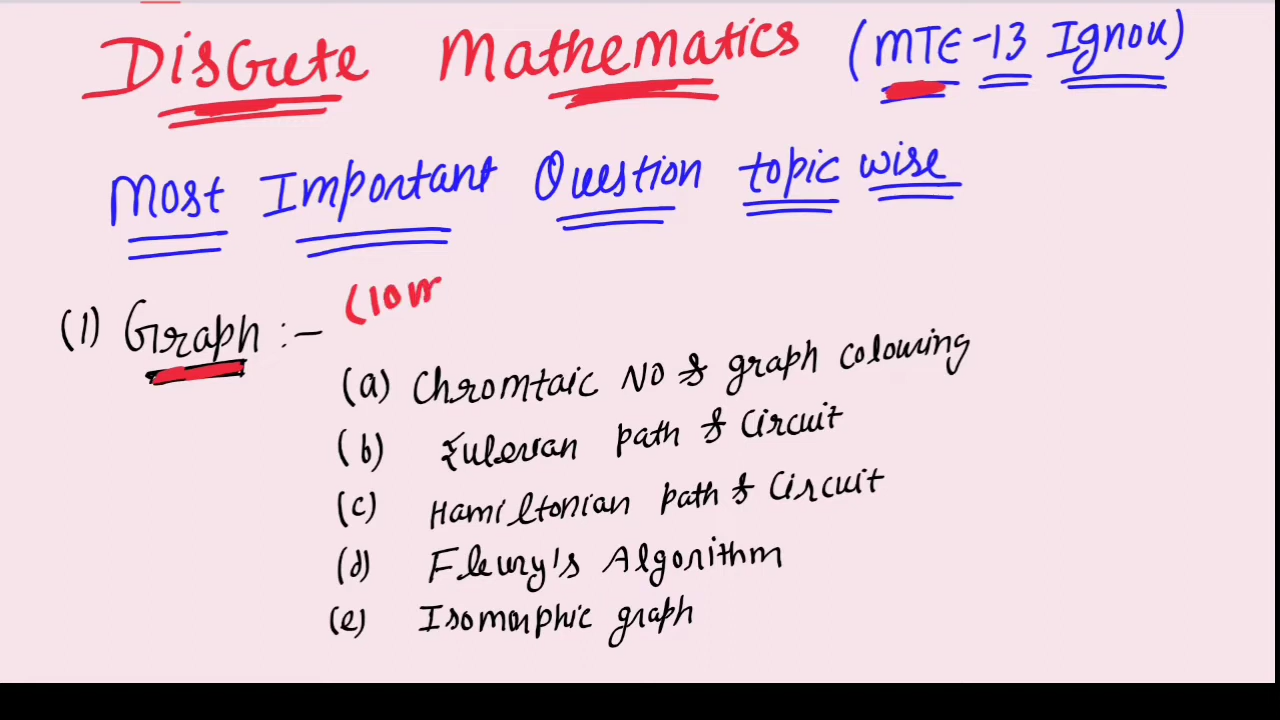 Discrete Mathematics (MTE-13 Ignou)
Most Important Question topic wise
(1) Graph :- (10m
(a) Chromtaic No & graph colouring
(b) Eulerian path & Circuit
(c) Hamiltonian path & Circuit
(d) Fleury's Algorithm
(e) Isomorphic graph